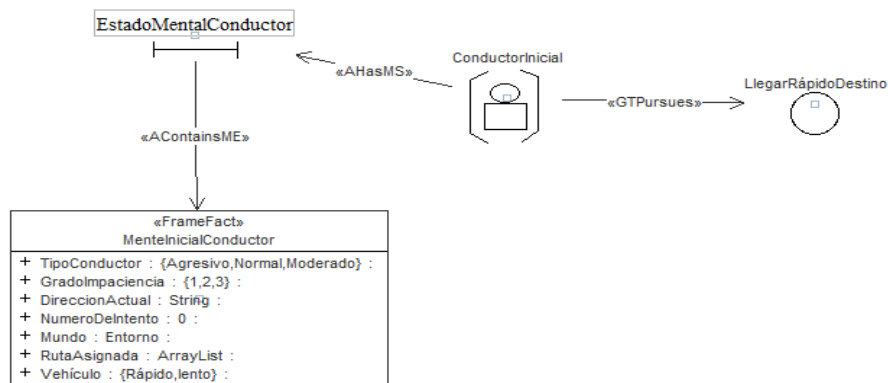 EstadoMentalConductor
ConductorInicial
«AHasMS»
LlegarRápidoDestino
«GTPursues»
«AContainsME»
«FrameFact»
MenteInicialConductor
+ TipoConductor : {Agresivo,Normal,Moderado} :
+ GradoImpaciencia : {1,2,3} :
+ DireccionActual : String :
+ NumeroDeIntento : 0 :
+ Mundo : Entorno :
+ RutaAsignada : ArrayList :
+ Vehículo : {Rápido,lento} :